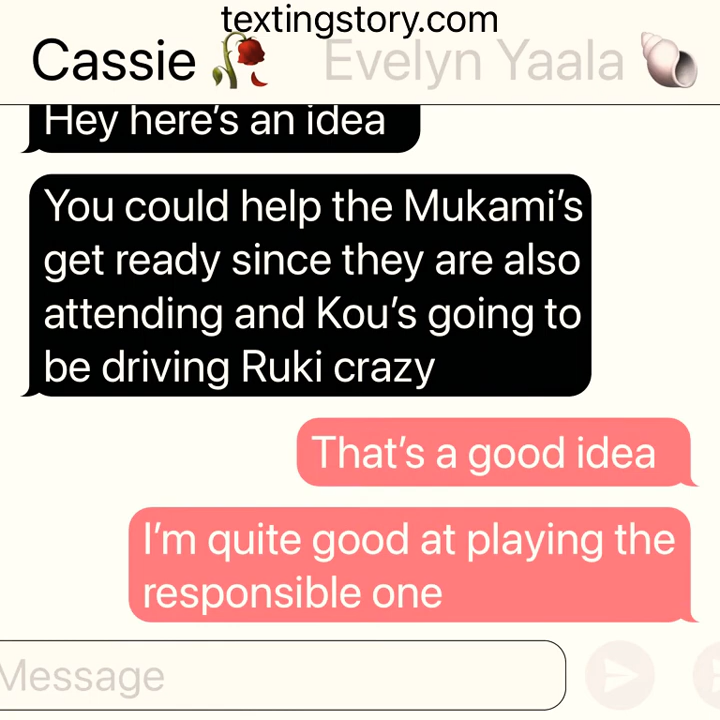 textingstory.com
Cassie 🥀 Evelyn Yaala 🐚
Hey here’s an idea
You could help the Mukami’s
get ready since they are also
attending and Kou’s going to
be driving Ruki crazy
That’s a good idea
I’m quite good at playing the
responsible one
Message